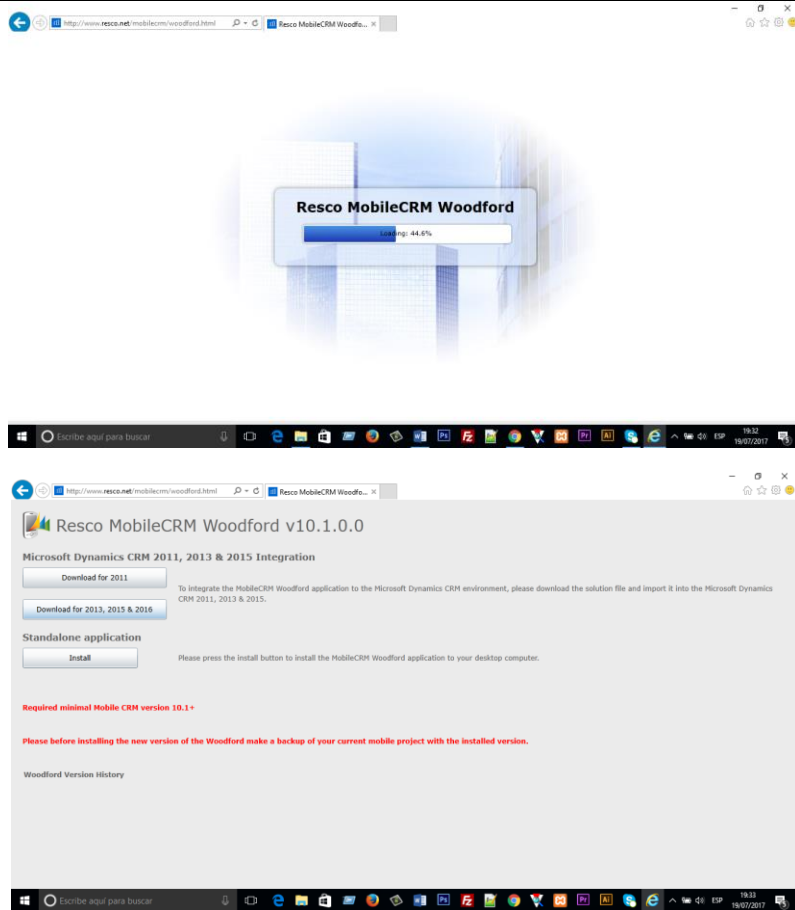 http://www.resco.net/mobilecrm/woodford.html
Resco MobileCRM Woodfo...
Resco MobileCRM Woodford
Loading: 44.6%
Escribe aquí para buscar
ESP
19:32
19/07/2017
http://www.resco.net/mobilecrm/woodford.html
Resco MobileCRM Woodfo...
Resco MobileCRM Woodford v10.1.0.0
Microsoft Dynamics CRM 2011, 2013 & 2015 Integration
Download for 2011
To integrate the MobileCRM Woodford application to the Microsoft Dynamics CRM environment, please download the solution file and import it into the Microsoft Dynamics
CRM 2011, 2013 & 2015.
Download for 2013, 2015 & 2016
Standalone application
Install
Please press the install button to install the MobileCRM Woodford application to your desktop computer.
Required minimal Mobile CRM version 10.1+
Please before installing the new version of the Woodford make a backup of your current mobile project with the installed version.
Woodford Version History
Escribe aquí para buscar
ESP
19:33
19/07/2017